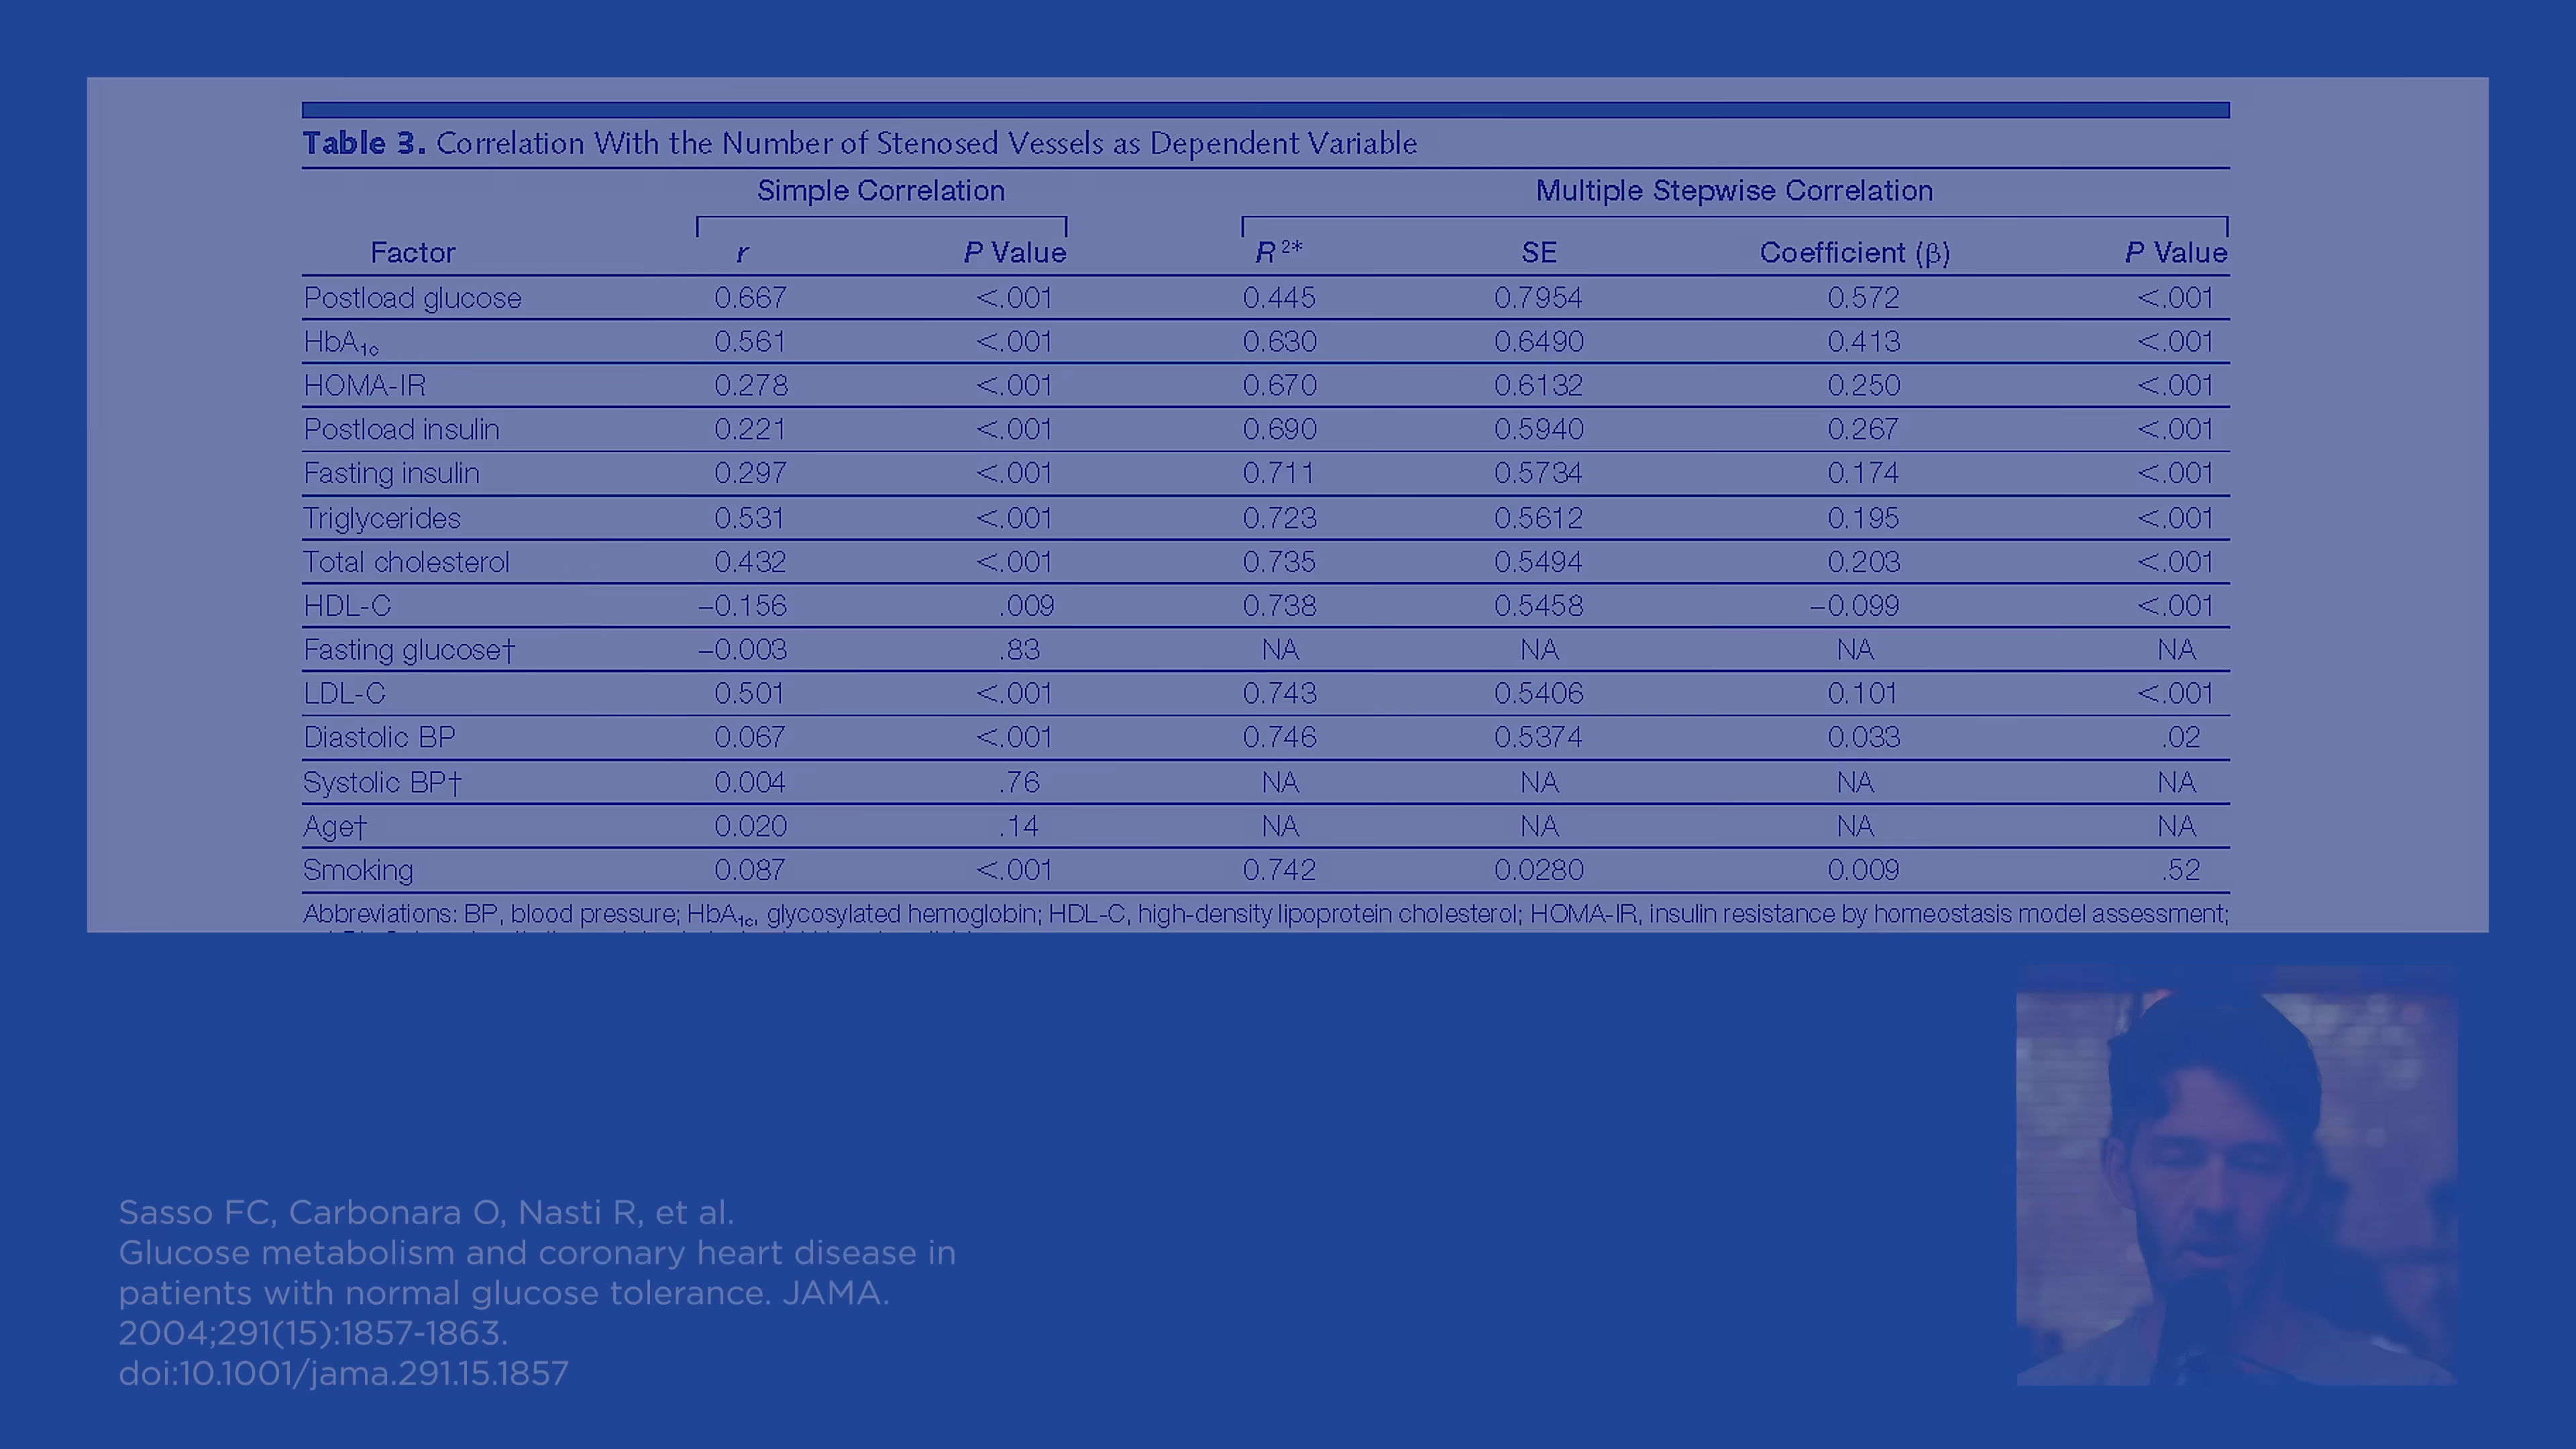 Table 3. Correlation With the Number of Stenosed Vessels as Dependent Variable
Simple Correlation Multiple Stepwise Correlation
Factor r P Value R²* SE Coefficient (β) P Value
Postload glucose 0.667 <.001 0.445 0.7954 0.572 <.001
HbA₁c 0.561 <.001 0.630 0.6490 0.413 <.001
HOMA-IR 0.278 <.001 0.670 0.6132 0.250 <.001
Postload insulin 0.221 <.001 0.690 0.5940 0.267 <.001
Fasting insulin 0.297 <.001 0.711 0.5734 0.174 <.001
Triglycerides 0.531 <.001 0.723 0.5612 0.195 <.001
Total cholesterol 0.432 <.001 0.735 0.5494 0.203 <.001
HDL-C −0.156 .009 0.738 0.5458 −0.099 <.001
Fasting glucose† −0.003 .83 NA NA NA NA
LDL-C 0.501 <.001 0.743 0.5406 0.101 <.001
Diastolic BP 0.067 <.001 0.746 0.5374 0.033 .02
Systolic BP† 0.004 .76 NA NA NA NA
Age† 0.020 .14 NA NA NA NA
Smoking 0.087 <.001 0.742 0.0280 0.009 .52
Abbreviations: BP, blood pressure; HbA₁c, glycosylated hemoglobin; HDL-C, high-density lipoprotein cholesterol; HOMA-IR, insulin resistance by homeostasis model assessment;
Sasso FC, Carbonara O, Nasti R, et al.
Glucose metabolism and coronary heart disease in
patients with normal glucose tolerance. JAMA.
2004;291(15):1857-1863.
doi:10.1001/jama.291.15.1857